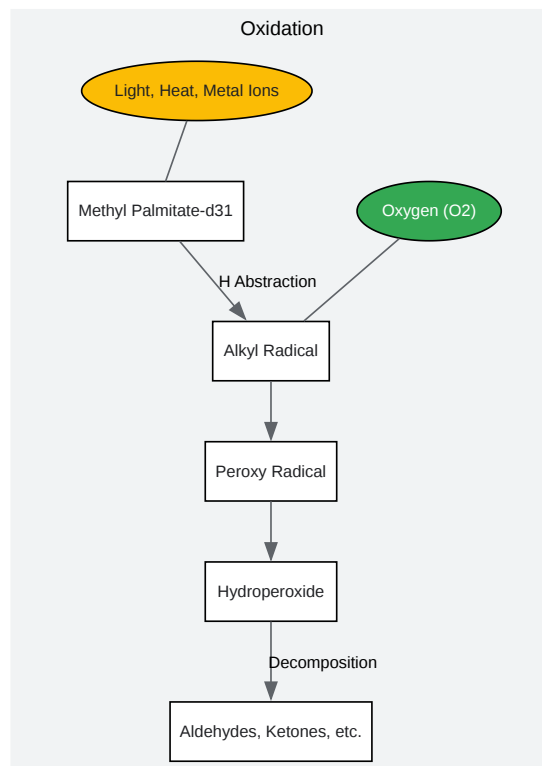 Oxidation
Light, Heat, Metal Ions
Methyl Palmitate-d31
Oxygen (O2)
H Abstraction
Alkyl Radical
Peroxy Radical
Hydroperoxide
Decomposition
Aldehydes, Ketones, etc.